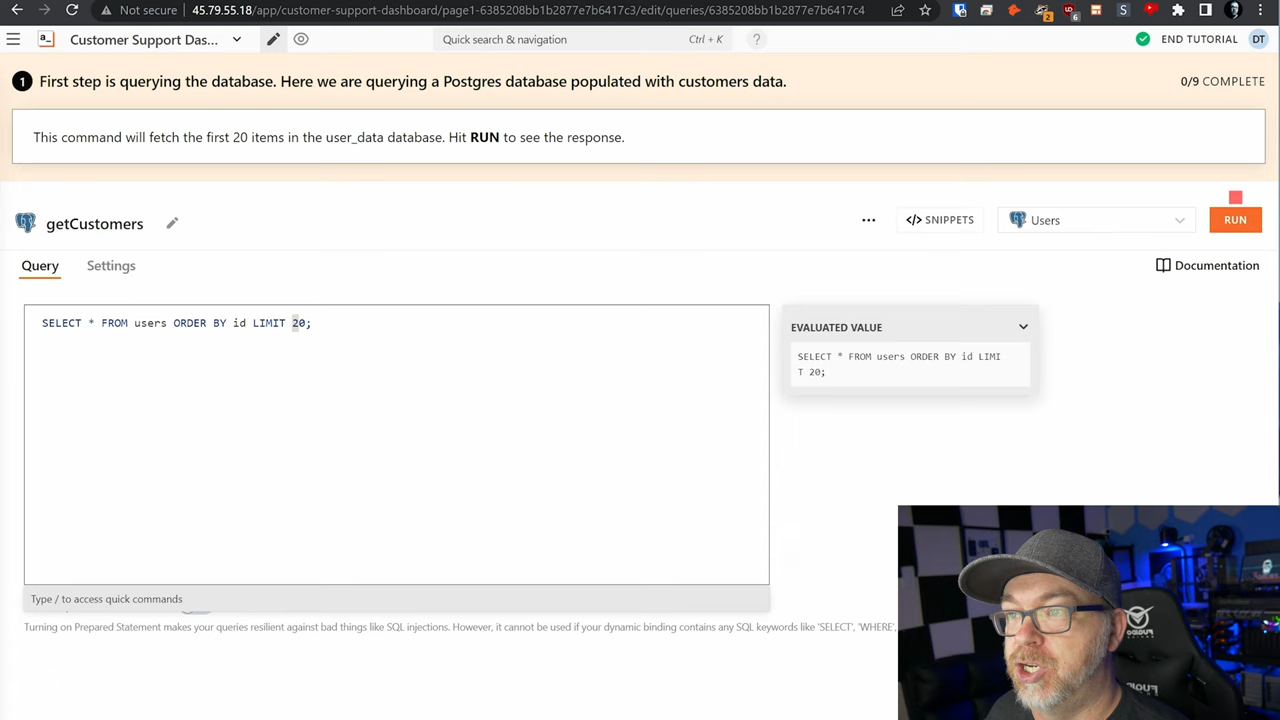 Not secure
45.79.55.18/app/customer-support-dashboard/page1-6385208bb1b2877e7b6417c3/edit/queries/6385208bb1b2877e7b6417c4
2
6
a_
Customer Support Das...
Quick search & navigation
Ctrl + K
?
END TUTORIAL
DT
1
First step is querying the database. Here we are querying a Postgres database populated with customers data.
0/9 COMPLETE
This command will fetch the first 20 items in the user_data database. Hit RUN to see the response.
getCustomers
</> SNIPPETS
Users
RUN
Query
Settings
Documentation
SELECT * FROM users ORDER BY id LIMIT 20;
EVALUATED VALUE
SELECT * FROM users ORDER BY id LIMI
T 20;
Type / to access quick commands
Turning on Prepared Statement makes your queries resilient against bad things like SQL injections. However, it cannot be used if your dynamic binding contains any SQL keywords like 'SELECT', 'WHERE',